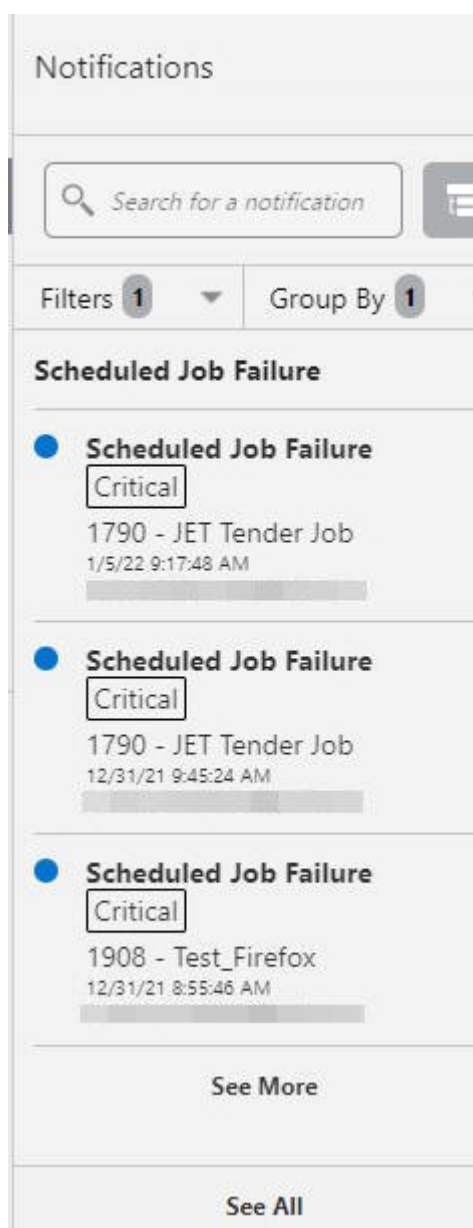 Notifications
Search for a notification
Filters 1 Group By 1
Scheduled Job Failure
Scheduled Job Failure
Critical
1790 - JET Tender Job
1/5/22 9:17:48 AM
Scheduled Job Failure
Critical
1790 - JET Tender Job
12/31/21 9:45:24 AM
Scheduled Job Failure
Critical
1908 - Test_Firefox
12/31/21 8:55:46 AM
See More
See All